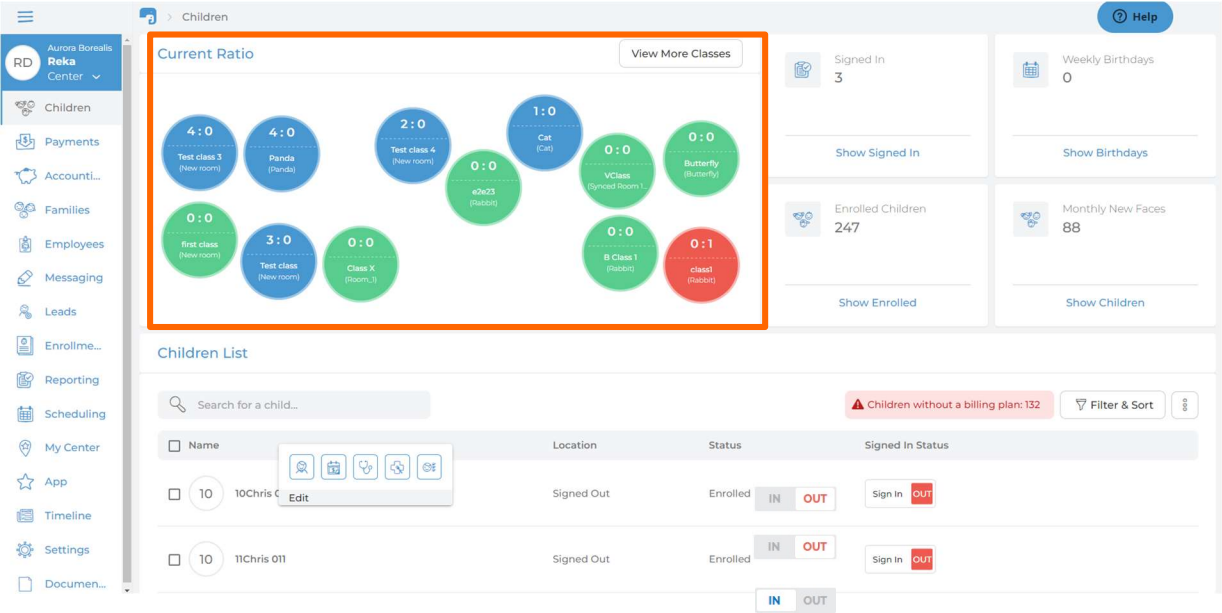 > Children
Help
Aurora Borealis
RD
Reka
Center
Children
Payments
Accounti...
Families
Employees
Messaging
Leads
Enrollme...
Reporting
Scheduling
My Center
App
Timeline
Settings
Documen...
Current Ratio
View More Classes
4:0
Test class 3
(New room)
4:0
Panda
(Panda)
2:0
Test class 4
(New room)
1:0
Cat
(Cat)
0:0
e2e23
(Rabbit)
0:0
VClass
(Synced Room 1...
0:0
Butterfly
(Butterfly)
0:0
first class
(New room)
3:0
Test class
(New room)
0:0
Class X
(Room_1)
0:0
B Class 1
(Rabbit)
0:1
class1
(Rabbit)
Signed In
3
Show Signed In
Weekly Birthdays
0
Show Birthdays
Enrolled Children
247
Show Enrolled
Monthly New Faces
88
Show Children
Children List
Search for a child...
Children without a billing plan: 132
Filter & Sort
Name Location Status Signed In Status
Edit
10 10Chris Signed Out Enrolled IN OUT Sign In OUT
10 11Chris 011 Signed Out Enrolled IN OUT Sign In OUT
IN OUT